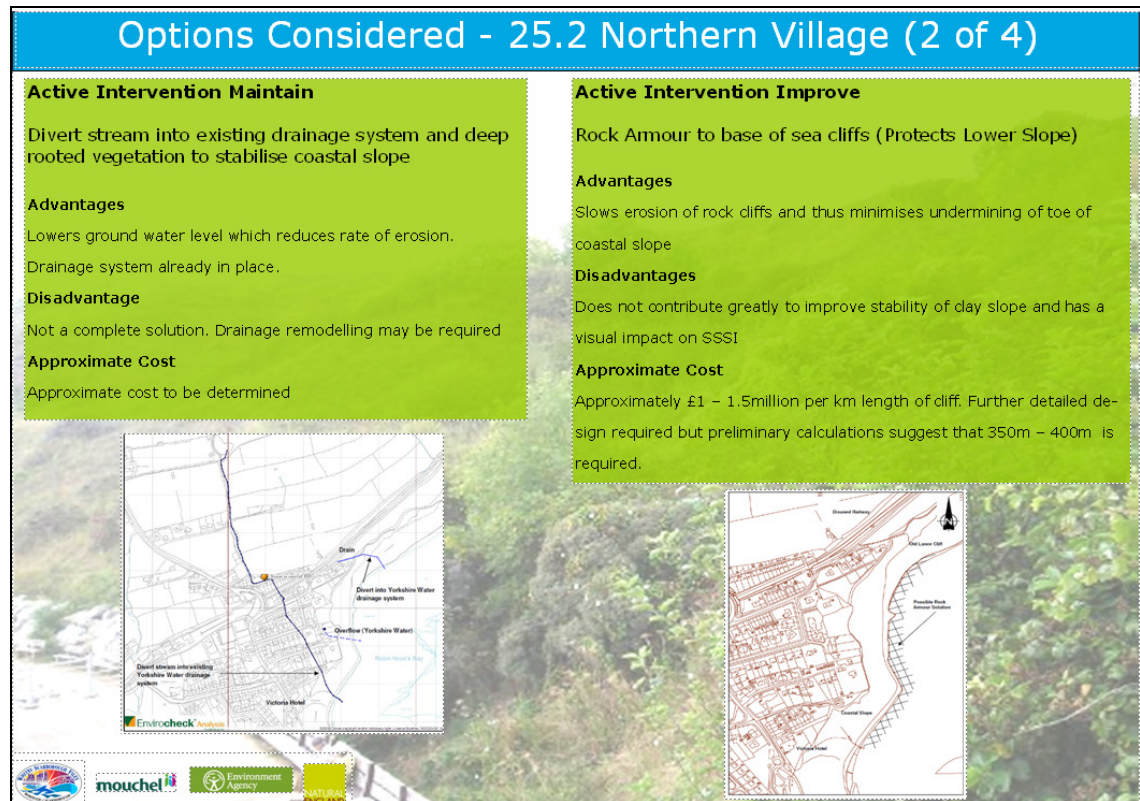 Options Considered - 25.2 Northern Village (2 of 4)
Active Intervention Maintain
Divert stream into existing drainage system and deep
rooted vegetation to stabilise coastal slope
Advantages
Lowers ground water level which reduces rate of erosion.
Drainage system already in place.
Disadvantage
Not a complete solution. Drainage remodelling may be required
Approximate Cost
Approximate cost to be determined
Drain
Divert into Yorkshire Water
drainage system
Overflow (Yorkshire Water)
Robin Hood's Bay
Divert stream into existing
Yorkshire Water drainage
system
Victoria Hotel
Envirocheck Analysis
Active Intervention Improve
Rock Armour to base of sea cliffs (Protects Lower Slope)
Advantages
Slows erosion of rock cliffs and thus minimises undermining of toe of
coastal slope
Disadvantages
Does not contribute greatly to improve stability of clay slope and has a
visual impact on SSSI
Approximate Cost
Approximately £1 – 1.5million per km length of cliff. Further detailed de-
sign required but preliminary calculations suggest that 350m – 400m is
required.
Disused Railway
N
Possible Rock
Armour Solution
Coastal Slope
Victoria Hotel
mouchel
Environment
Agency
NATURAL
ENGLAND